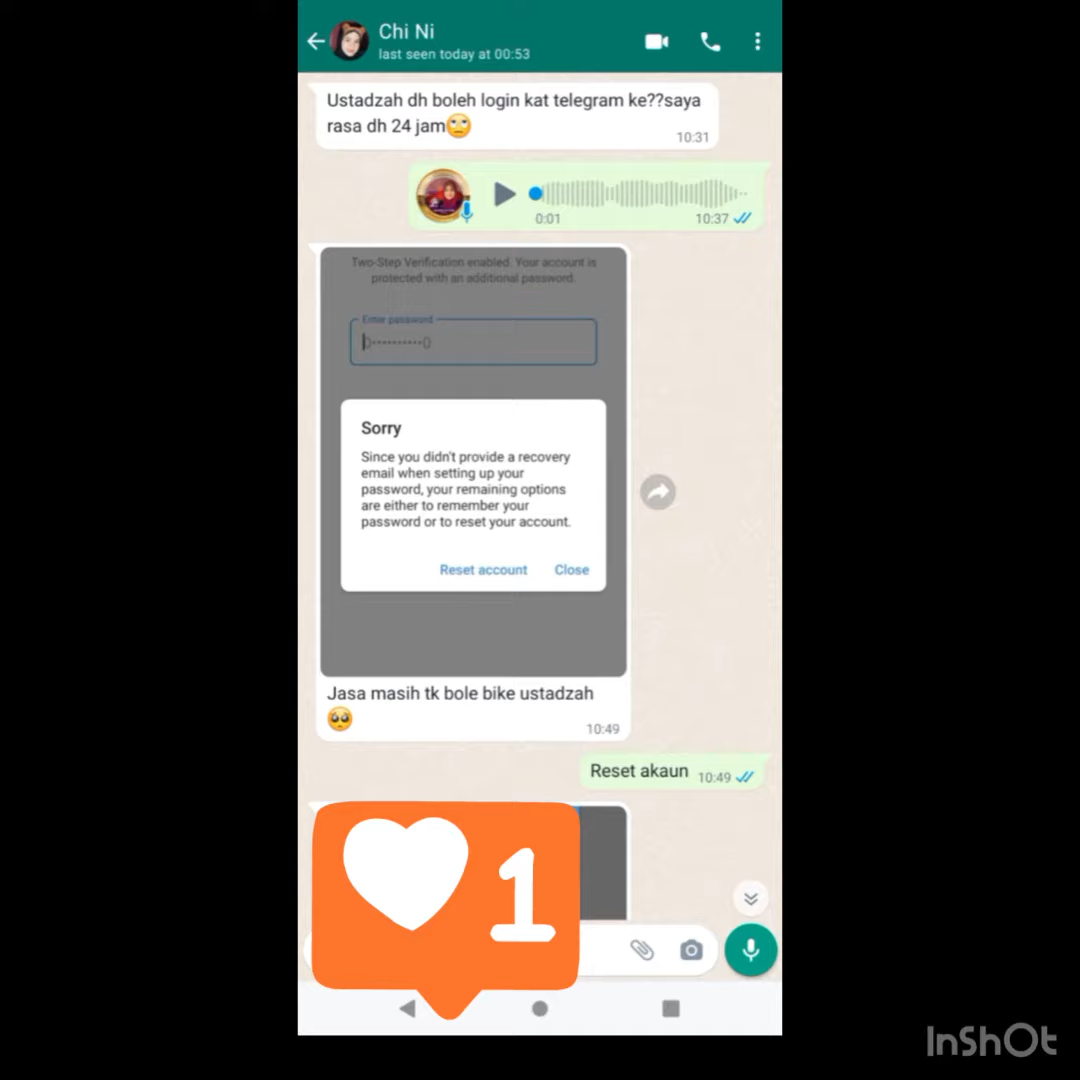 Chi Ni
last seen today at 00:53
Ustadzah dh boleh login kat telegram ke??saya
rasa dh 24 jam🙄
10:31
0:01
10:37
Two-Step Verification enabled. Your account is
protected with an additional password.
Enter password
Sorry
Since you didn't provide a recovery
email when setting up your
password, your remaining options
are either to remember your
password or to reset your account.
Reset account
Close
Jasa masih tk bole bike ustadzah
🥺
10:49
Reset akaun
10:49
1
InShOt